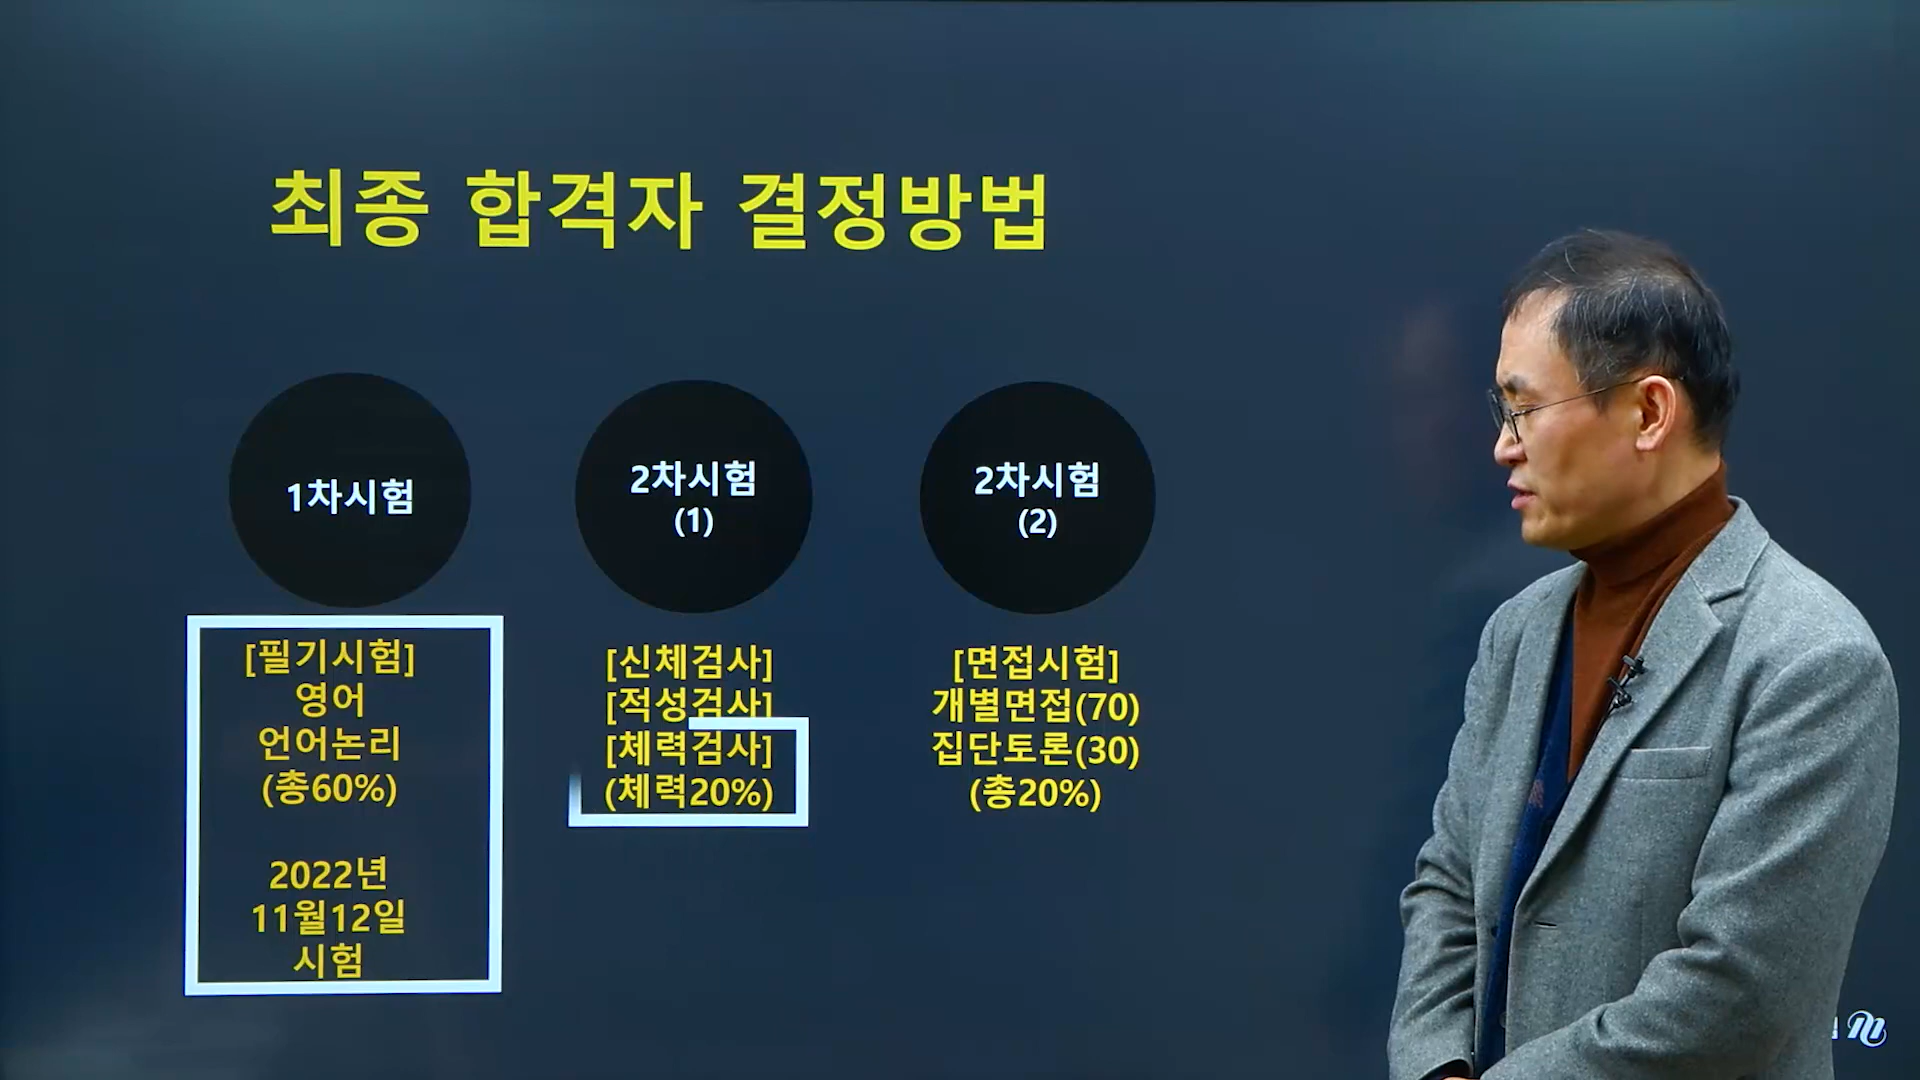 최종 합격자 결정방법
1차시험
[필기시험]
영어
언어논리
(총60%)
2022년
11월12일
시험
2차시험
(1)
[신체검사]
[적성검사]
[체력검사]
(체력20%)
2차시험
(2)
[면접시험]
개별면접(70)
집단토론(30)
(총20%)